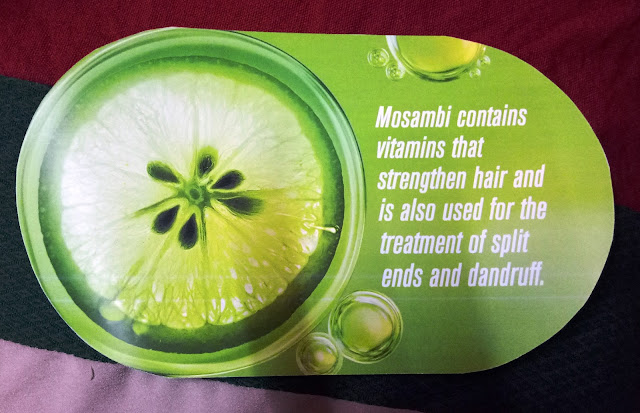 Mosambi contains
vitamins that
strengthen hair and
is also used for the
treatment of split
ends and dandruff.